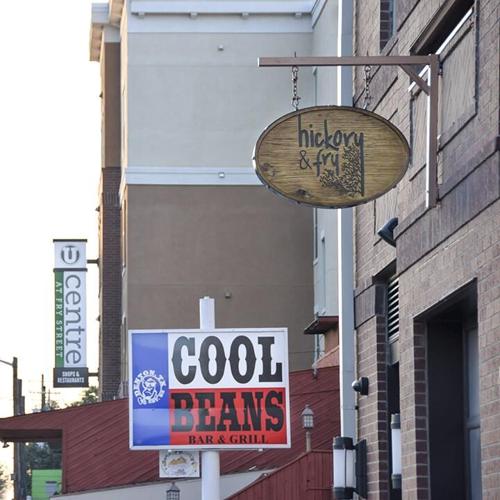 hickory
& fry
U
centre
AT FRY STREET
SHOPS &
RESTAURANTS
COOL
BEANS
BAR & GRILL
DENTON, TX